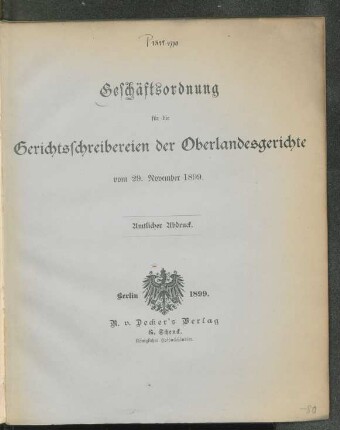 Geschäftsordnung
für die
Gerichtsschreibereien der Oberlandesgerichte
vom 29. November 1899.
Amtlicher Abdruck.
Berlin 1899.
R. v. Decker's Verlag
G. Schenck.
Königlicher Hofbuchhändler.